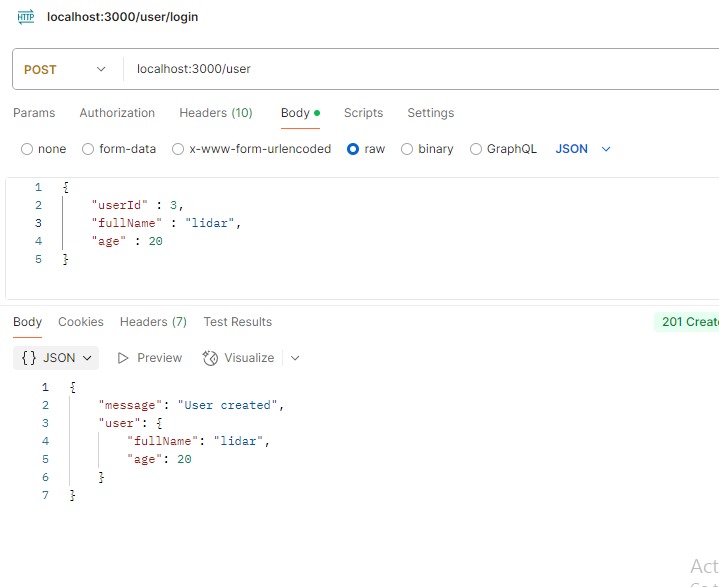 HTTP localhost:3000/user/login
POST localhost:3000/user
Params Authorization Headers (10) Body Scripts Settings
none form-data x-www-form-urlencoded raw binary GraphQL JSON
1 {
2 "userId" : 3,
3 "fullName" : "lidar",
4 "age" : 20
5 }
Body Cookies Headers (7) Test Results 201 Create
{} JSON Preview Visualize
1 {
2 "message": "User created",
3 "user": {
4 "fullName": "lidar",
5 "age": 20
6 }
7 }
Act